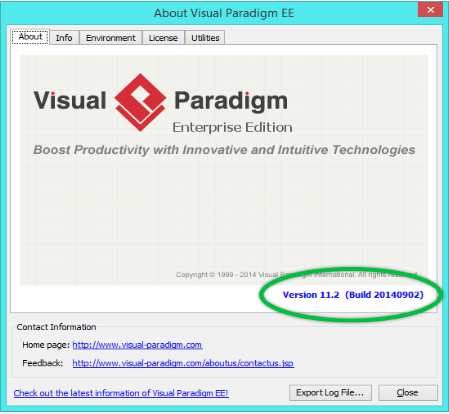 About Visual Paradigm EE
About Info Environment License Utilities
Visual Paradigm
Enterprise Edition
Boost Productivity with Innovative and Intuitive Technologies
Copyright © 1999 - 2014 Visual Paradigm International. All rights reserved.
Version 11.2 (Build 20140902)
Contact Information
Home page: http://www.visual-paradigm.com
Feedback: http://www.visual-paradigm.com/aboutus/contactus.jsp
Check out the latest information of Visual Paradigm EE!
Export Log File... Close